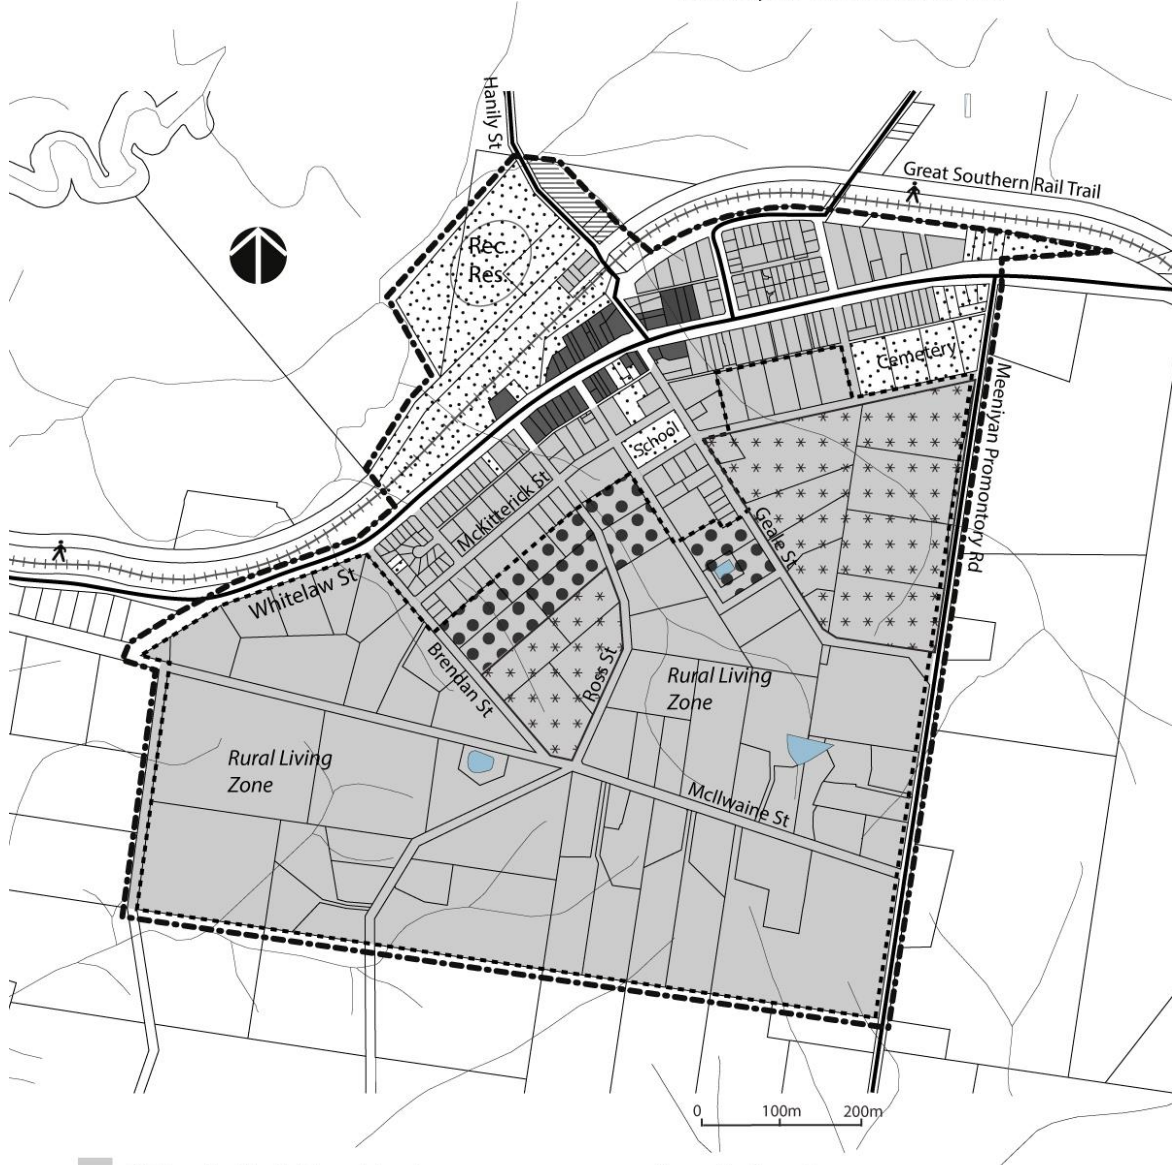 Hanily St
Great Southern Rail Trail
Rec.
Res.
Cemetery
Meeniyan Promontory Rd
School
McKitterick St
Geale St
Whitelaw St
Brendan St
Ross St
Rural Living
Zone
Rural Living
Zone
McIlwaine St
0 100m 200m